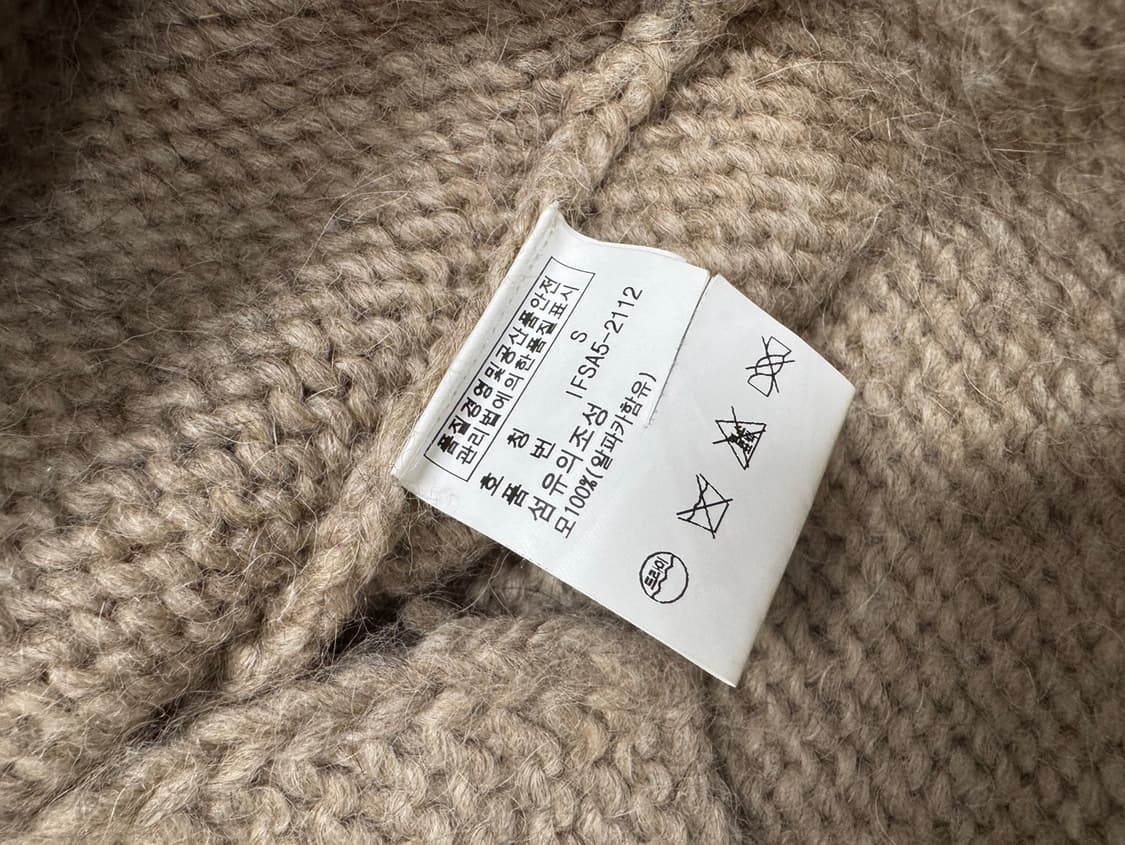 품질경영및공산품안전
관리법에의한품질표시
호 칭 S
품 번 IFSA5-2112
섬유의조성
모100%(알파카함유)
드라이